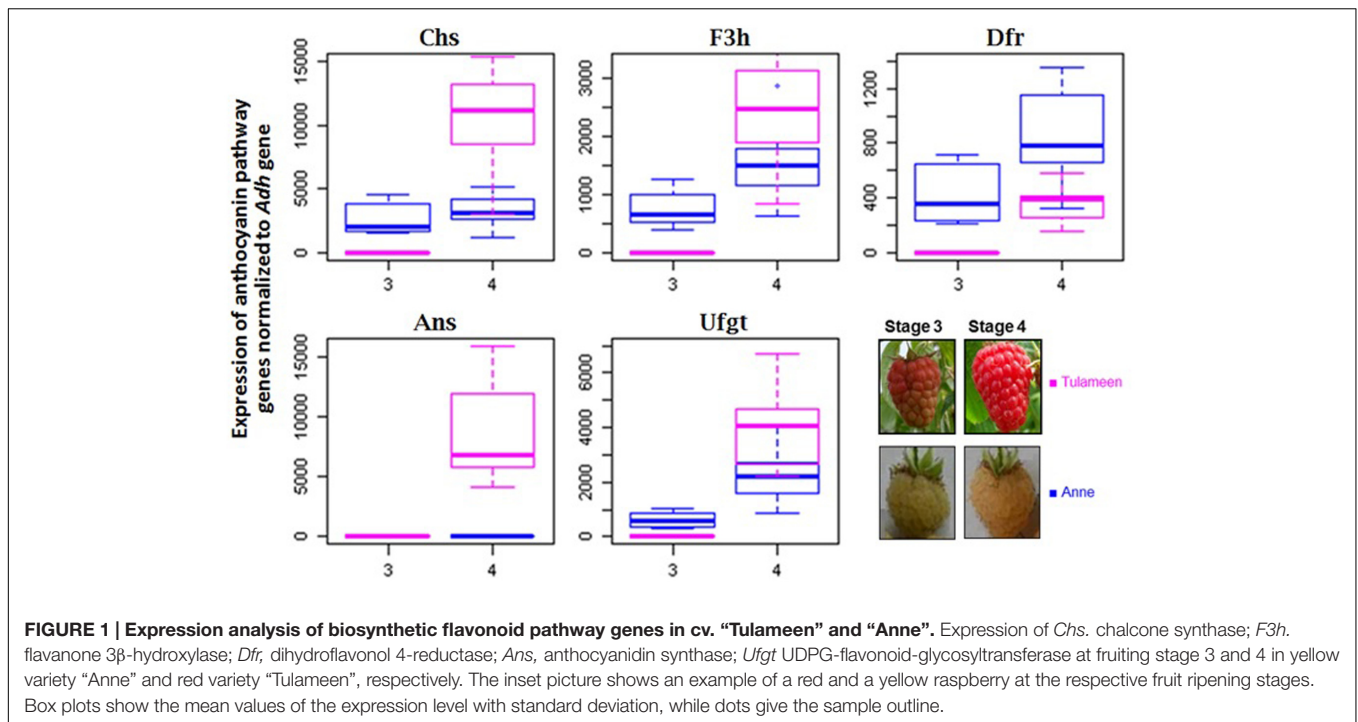 Chs
F3h
Dfr
Expression of anthocyanin pathway
genes normalized to Adh gene
0
5000
10000
15000
3
4
0
1000
2000
3000
3
4
0
400
800
1200
3
4
Ans
Ufgt
0
5000
10000
15000
3
4
0
2000
4000
6000
3
4
Stage 3 Stage 4
Tulameen
Anne
FIGURE 1 | Expression analysis of biosynthetic flavonoid pathway genes in cv. “Tulameen” and “Anne”. Expression of Chs. chalcone synthase; F3h.
flavanone 3β-hydroxylase; Dfr, dihydroflavonol 4-reductase; Ans, anthocyanidin synthase; Ufgt UDPG-flavonoid-glycosyltransferase at fruiting stage 3 and 4 in yellow
variety “Anne” and red variety “Tulameen”, respectively. The inset picture shows an example of a red and a yellow raspberry at the respective fruit ripening stages.
Box plots show the mean values of the expression level with standard deviation, while dots give the sample outline.